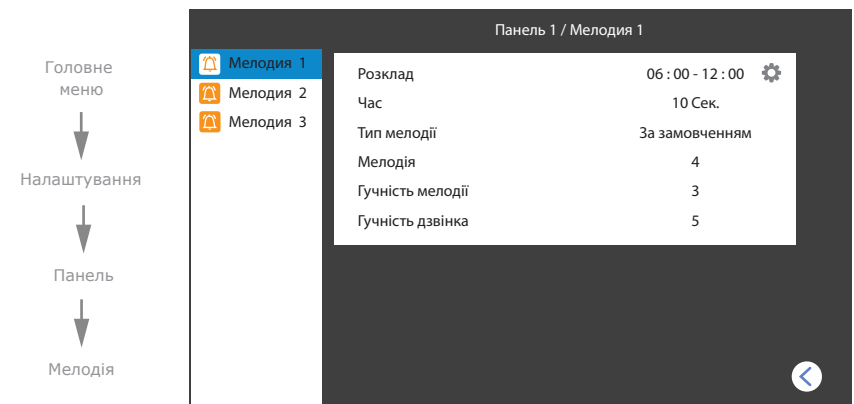 Головне
меню
Налаштування
Панель
Мелодія
Панель 1 / Мелодия 1
Мелодия 1
Мелодия 2
Мелодия 3
Розклад 06 : 00 - 12 : 00
Час 10 Сек.
Тип мелодії За замовченням
Мелодія 4
Гучність мелодії 3
Гучність дзвінка 5